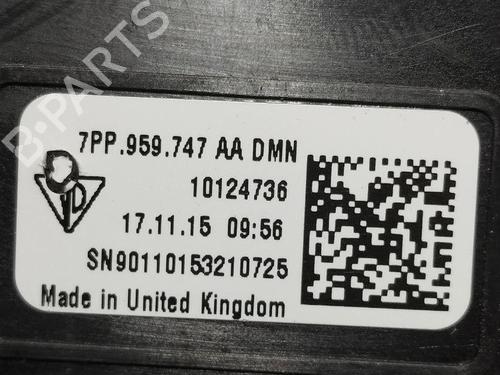 B-PARTS
7PP.959.747 AA DMN
10124736
17.11.15 09:56
SN90110153210725
Made in United Kingdom